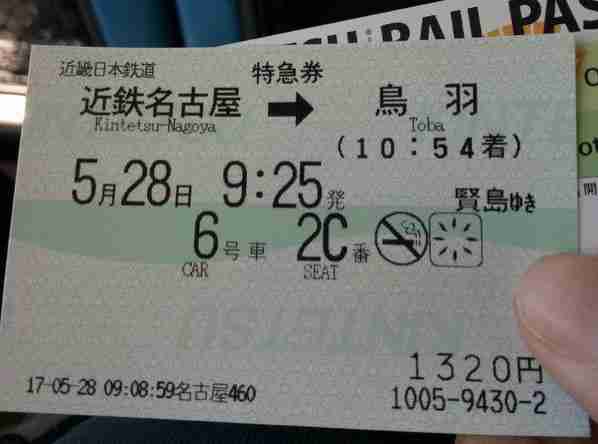 RAIL PASS
近畿日本鉄道 特急券
近鉄名古屋 → 鳥羽
Kintetsu-Nagoya Toba
(10:54着)
5月28日 9:25発 賢島ゆき
6号車 2C番
CAR SEAT
KINTETSU
1320円
17-05-28 09:08:59名古屋460 1005-9430-2